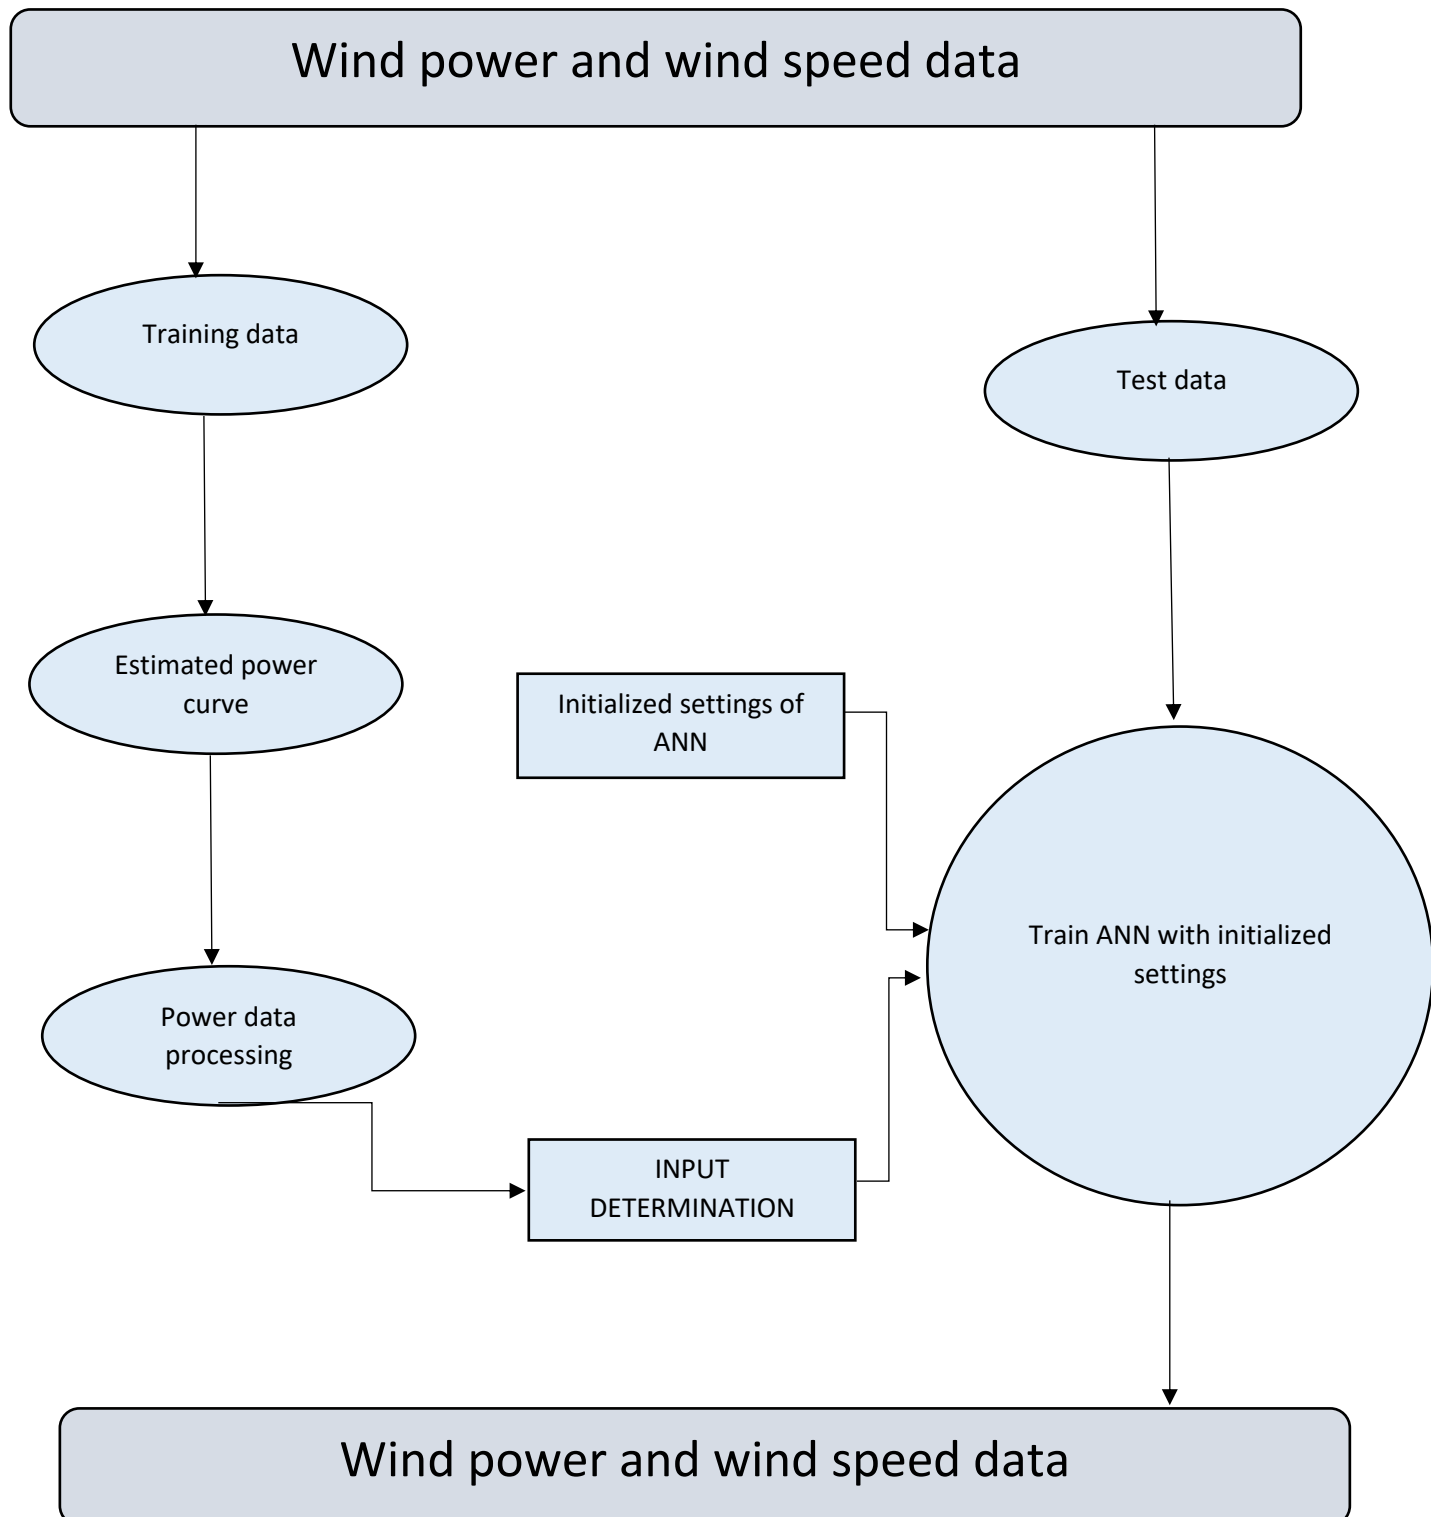 Wind power and wind speed data
Training data
Test data
Estimated power
curve
Initialized settings of
ANN
Train ANN with initialized
settings
Power data
processing
INPUT
DETERMINATION
Wind power and wind speed data